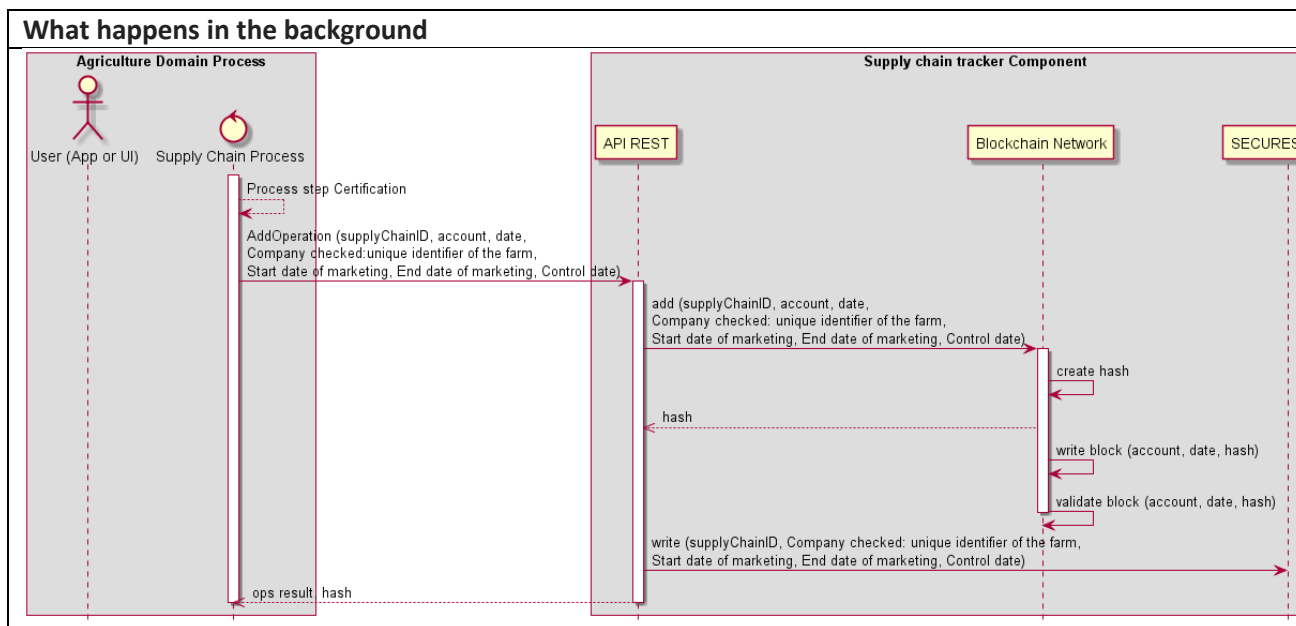 What happens in the background
Agriculture Domain Process
Supply chain tracker Component
User (App or UI)
Supply Chain Process
API REST
Blockchain Network
SECURES
Process step Certification
AddOperation (supplyChainID, account, date,
Company checked:unique identifier of the farm,
Start date of marketing, End date of marketing, Control date)
add (supplyChainID, account, date,
Company checked: unique identifier of the farm,
Start date of marketing, End date of marketing, Control date)
create hash
hash
write block (account, date, hash)
validate block (account, date, hash)
write (supplyChainID, Company checked: unique identifier of the farm,
Start date of marketing, End date of marketing, Control date)
ops result, hash